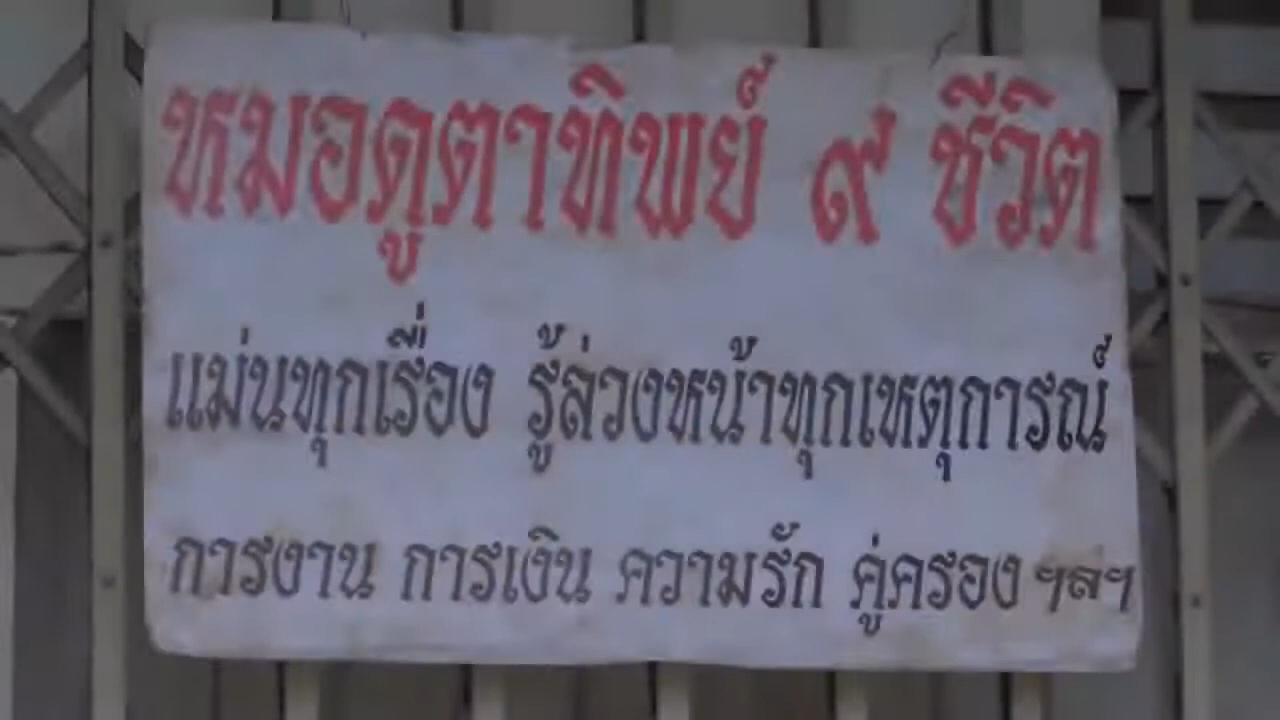 หมอดูตาทิพย์ ๙ ชีวิต
แม่นทุกเรื่อง รู้ล่วงหน้าทุกเหตุการณ์
การงาน การเงิน ความรัก คู่ครอง ฯลฯ